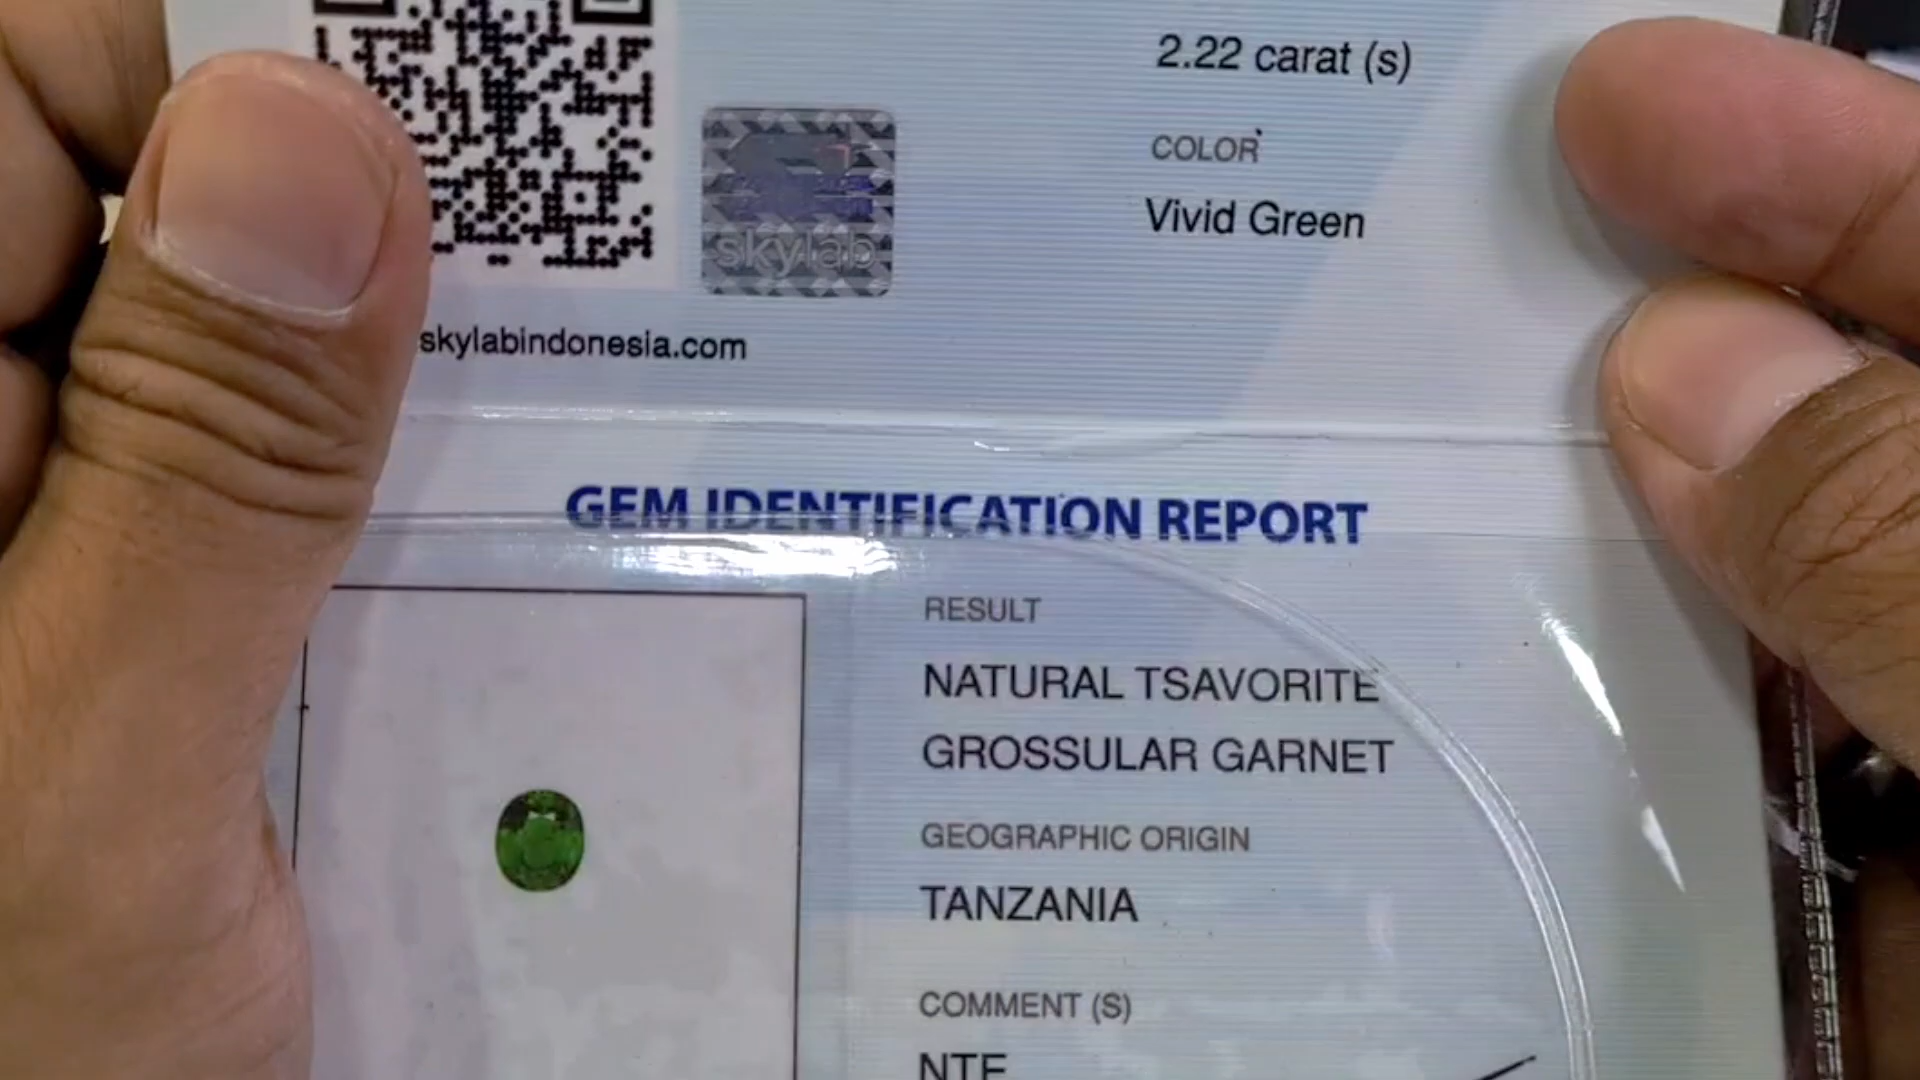 2.22 carat (s)
COLOR
Vivid Green
skylab
skylabindonesia.com
GEM IDENTIFICATION REPORT
RESULT
NATURAL TSAVORITE
GROSSULAR GARNET
GEOGRAPHIC ORIGIN
TANZANIA
COMMENT (S)
NTE